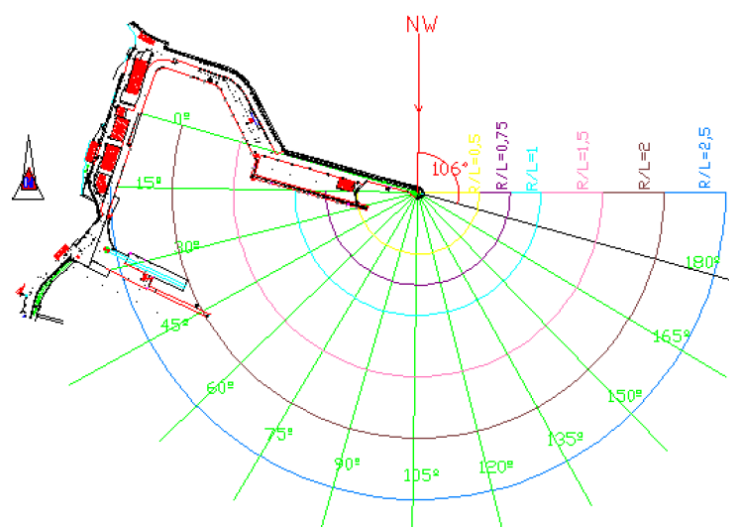 NW
106°
R/L=0,5
R/L=0,75
R/L=1
R/L=1,5
R/L=2
R/L=2,5
0º
15º
30º
45º
60º
75º
90º
105º
120º
135º
150º
165º
180º